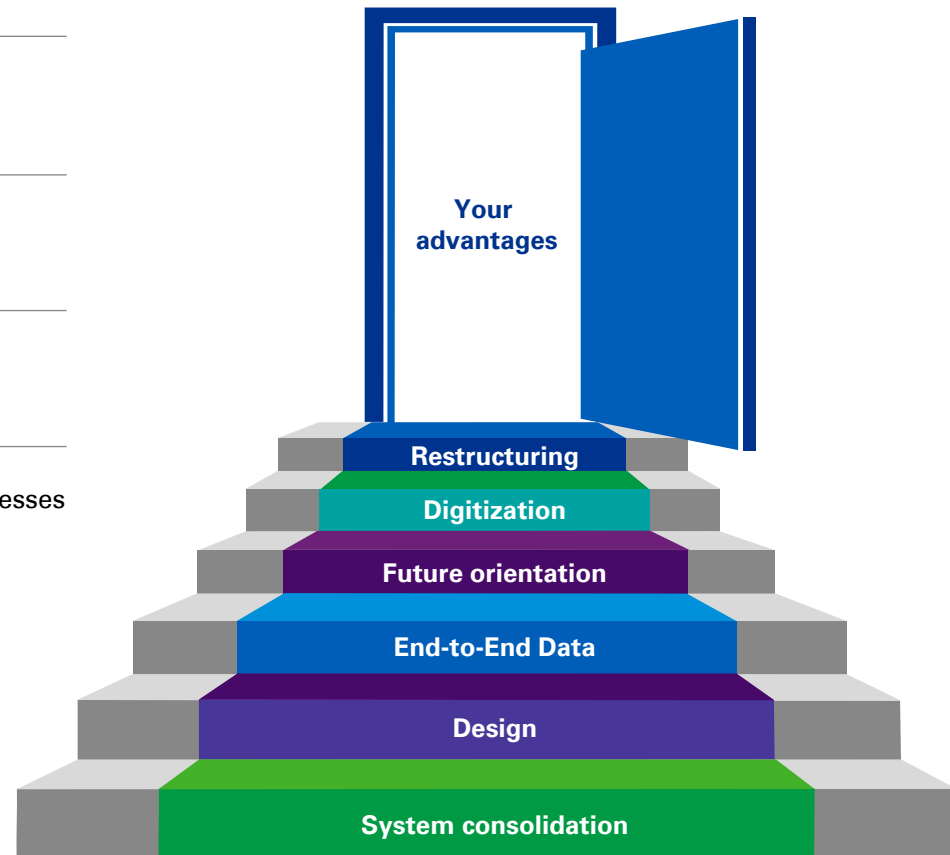 Your
advantages
Restructuring
esses
Digitization
Future orientation
End-to-End Data
Design
System consolidation